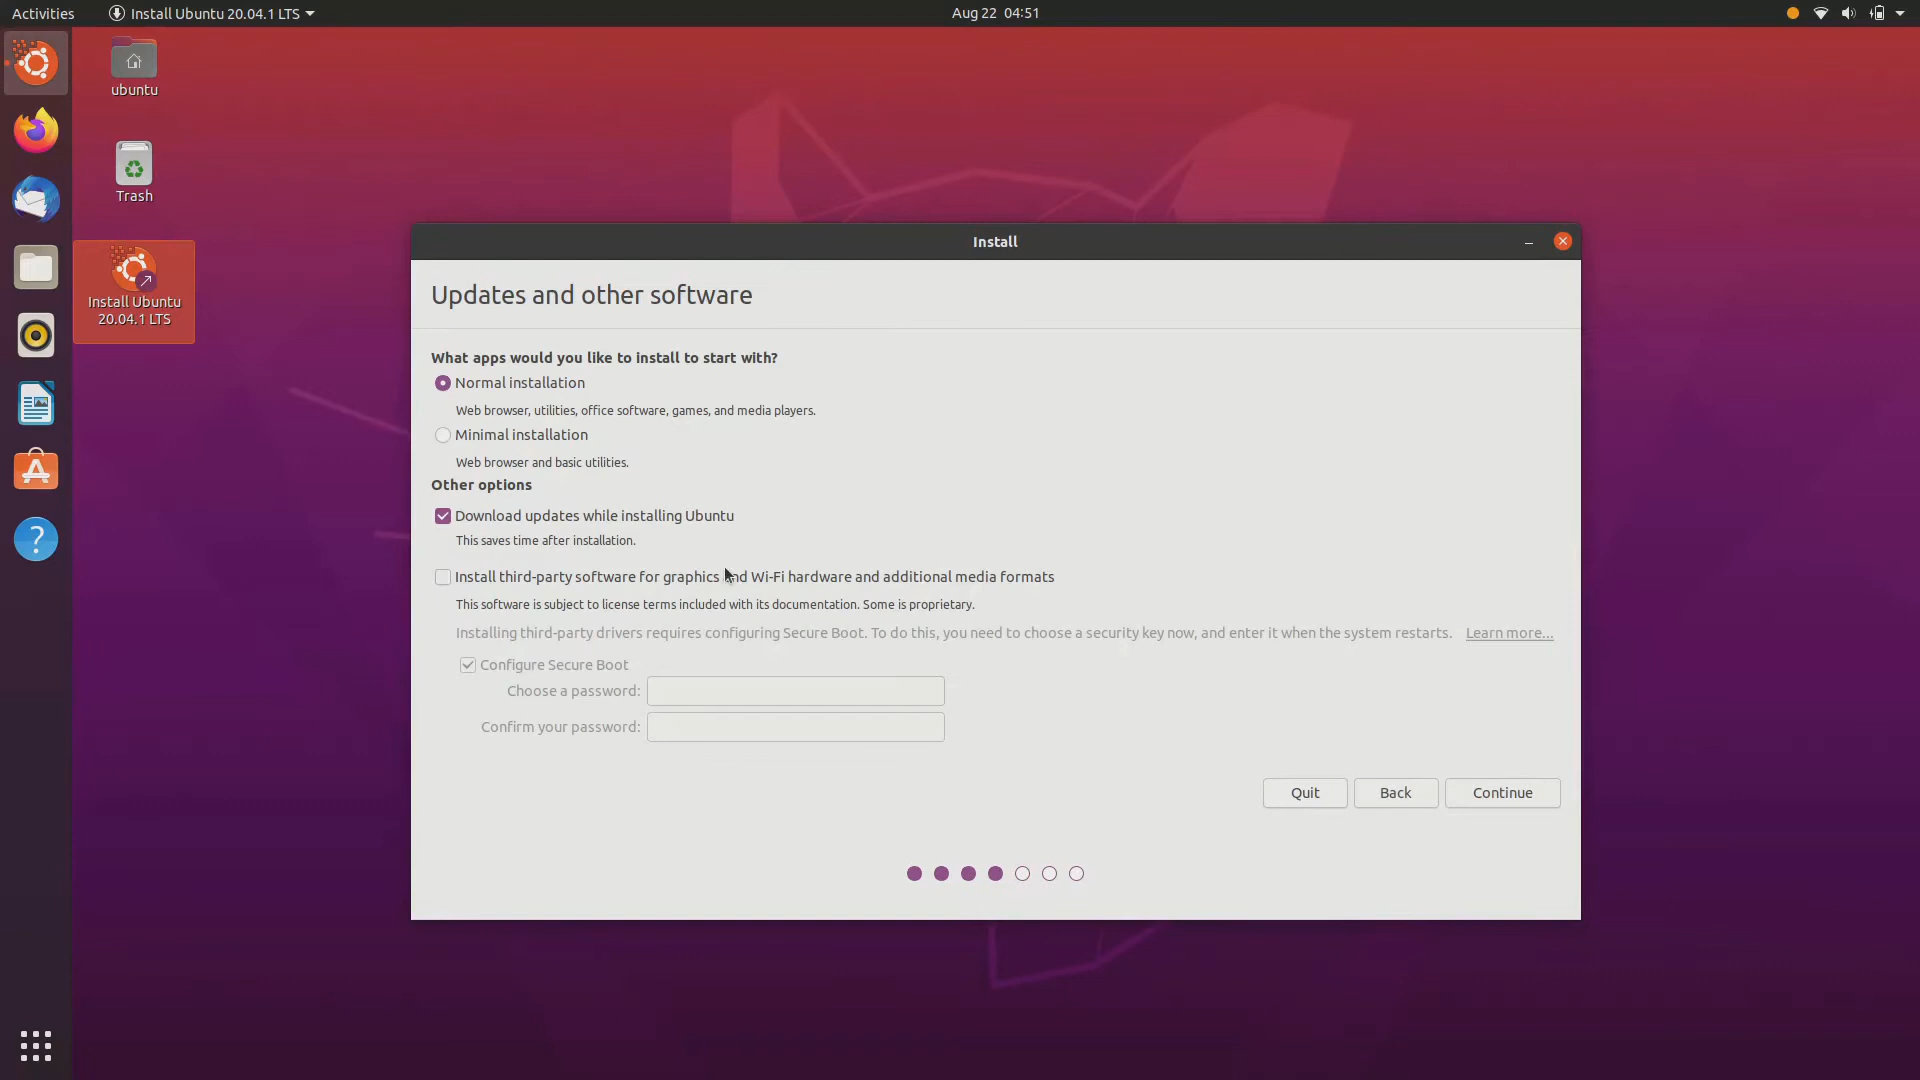 Activities
Install Ubuntu 20.04.1 LTS
Aug 22 04:51
ubuntu
Trash
Install Ubuntu
20.04.1 LTS
Install
Updates and other software
What apps would you like to install to start with?
Normal installation
Web browser, utilities, office software, games, and media players.
Minimal installation
Web browser and basic utilities.
Other options
Download updates while installing Ubuntu
This saves time after installation.
Install third-party software for graphics and Wi-Fi hardware and additional media formats
This software is subject to license terms included with its documentation. Some is proprietary.
Installing third-party drivers requires configuring Secure Boot. To do this, you need to choose a security key now, and enter it when the system restarts. Learn more...
Configure Secure Boot
Choose a password:
Confirm your password:
Quit Back Continue